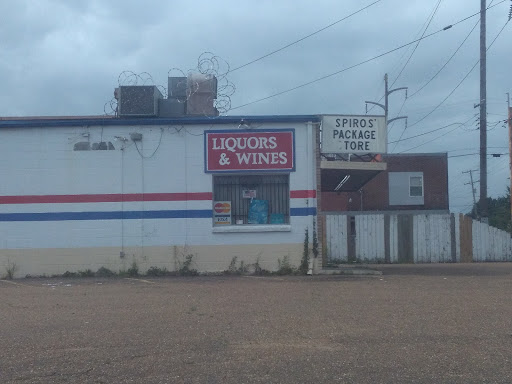 LIQUORS
& WINES
SPIROS'
PACKAGE
TORE